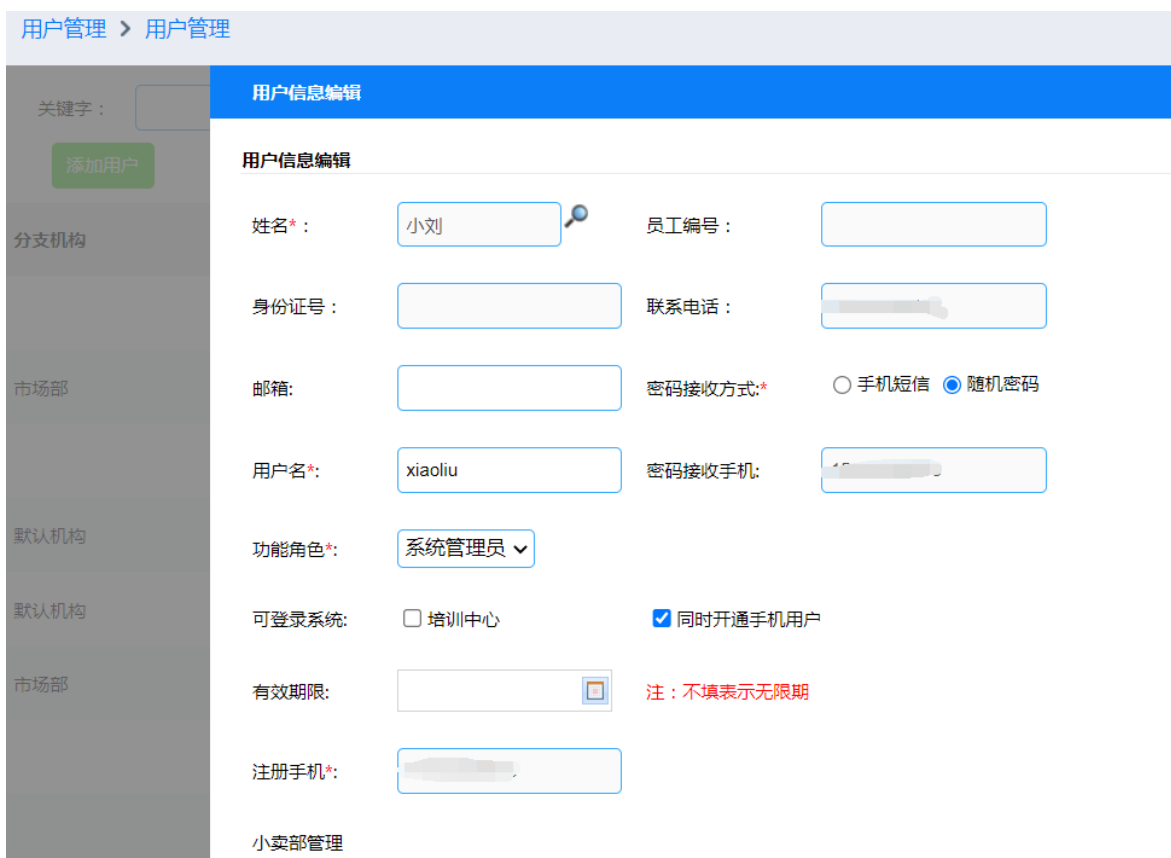 用户管理 > 用户管理
关键字：
添加用户
分支机构
市场部
默认机构
默认机构
市场部
用户信息编辑
用户信息编辑
姓名*： 小刘 员工编号：
身份证号： 联系电话：
邮箱: 密码接收方式:* 手机短信 随机密码
用户名*: xiaoliu 密码接收手机:
功能角色*: 系统管理员
可登录系统: 培训中心 同时开通手机用户
有效期限: 注：不填表示无限期
注册手机*:
小卖部管理